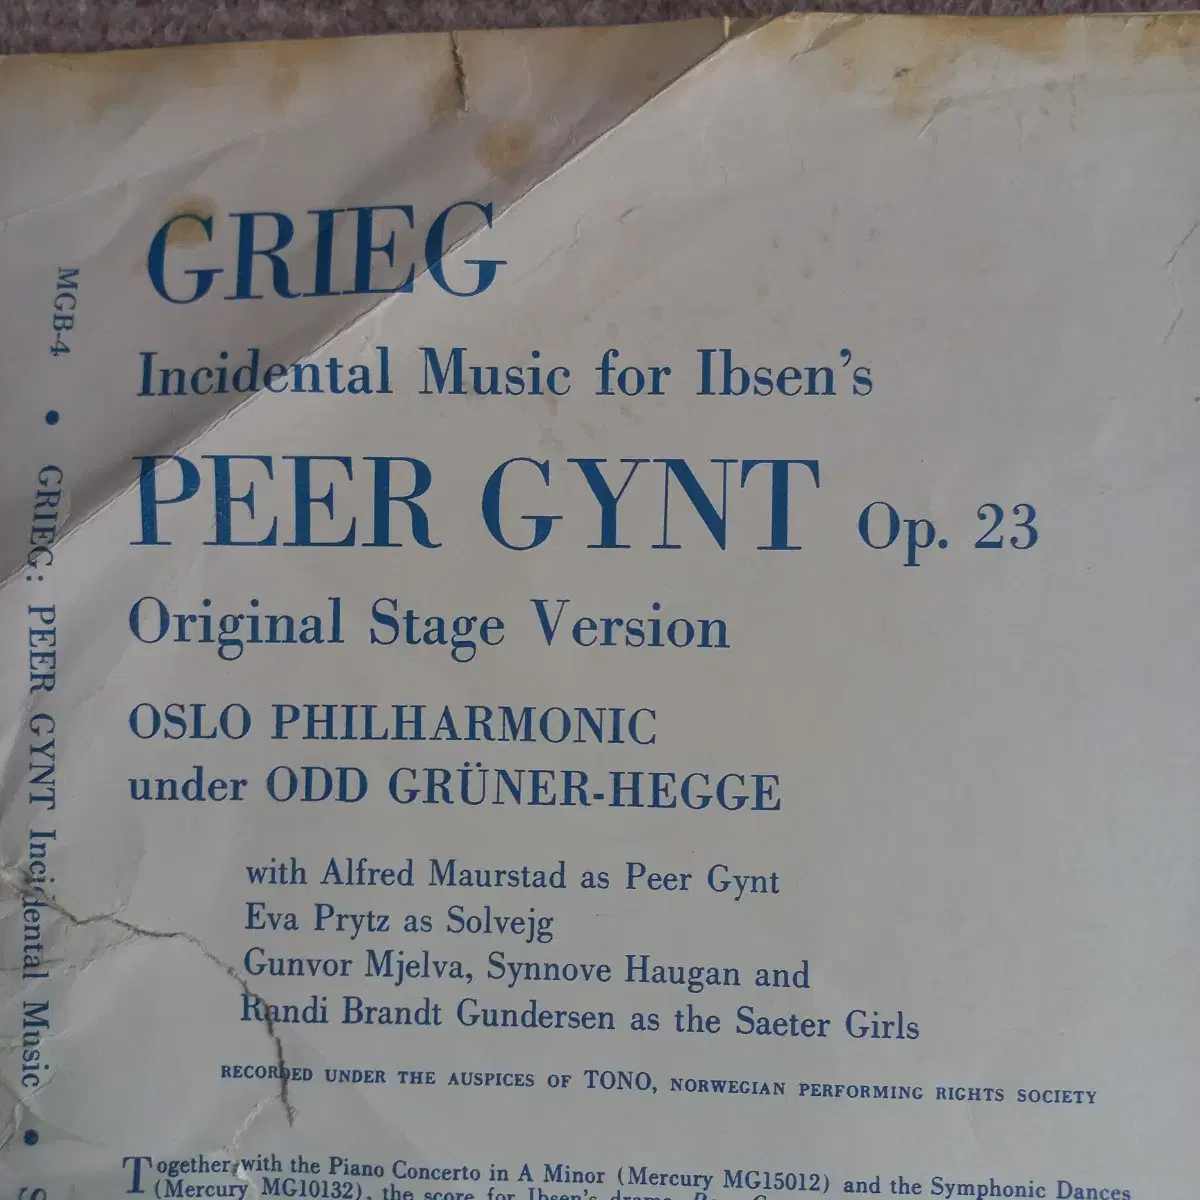 GRIEG
Incidental Music for Ibsen's
PEER GYNT Op. 23
Original Stage Version
OSLO PHILHARMONIC
under ODD GRÜNER-HEGGE
with Alfred Maurstad as Peer Gynt
Eva Prytz as Solvejg
Gunvor Mjelva, Synnove Haugan and
Randi Brandt Gundersen as the Saeter Girls
RECORDED UNDER THE AUSPICES OF TONO, NORWEGIAN PERFORMING RIGHTS SOCIETY
Together with the Piano Concerto in A Minor (Mercury MG15012) and the Symphonic Dances
(Mercury MG10132), the score for Ibsen's drama,
MGB-4 • GRIEG: PEER GYNT Incidental Music •